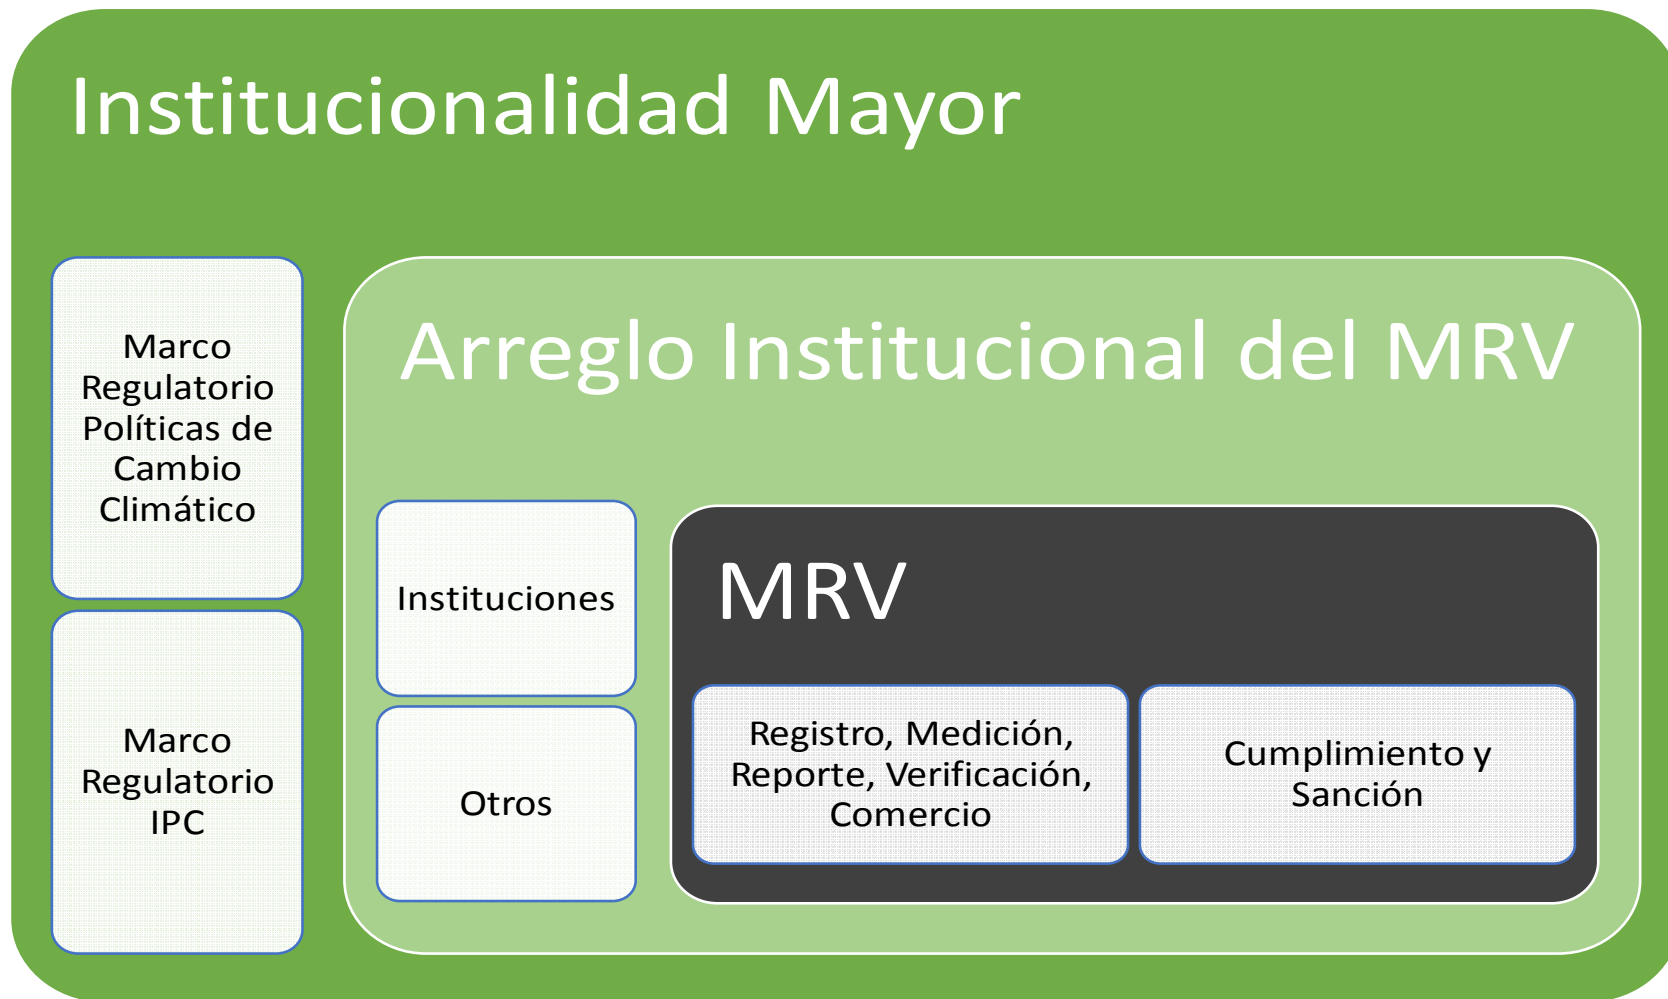 Institucionalidad Mayor
Marco
Regulatorio
Políticas de
Cambio
Climático
Marco
Regulatorio
IPC
Arreglo Institucional del MRV
Instituciones
Otros
MRV
Registro, Medición,
Reporte, Verificación,
Comercio
Cumplimiento y
Sanción